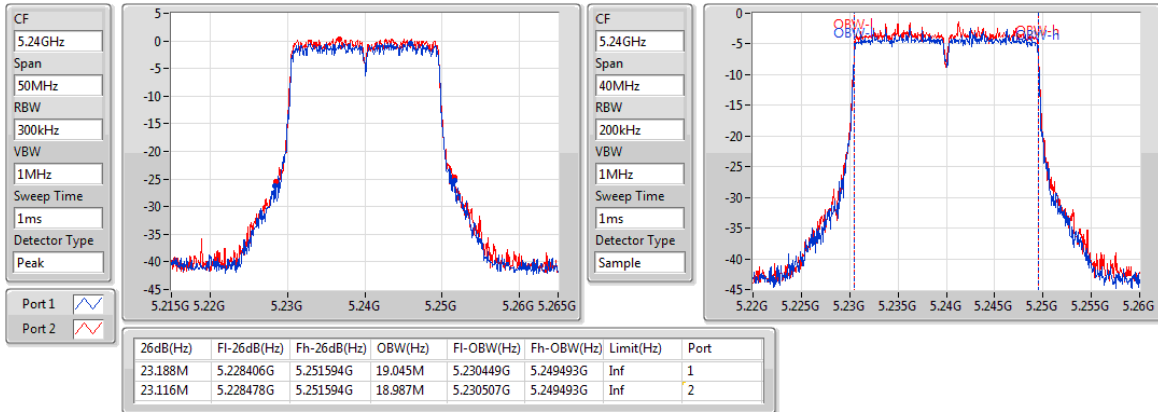 CF
5.24GHz
Span
50MHz
RBW
300kHz
VBW
1MHz
Sweep Time
1ms
Detector Type
Peak
Port 1
Port 2
5
0
-5
-10
-15
-20
-25
-30
-35
-40
-45
5.215G 5.22G 5.23G 5.24G 5.25G 5.26G 5.265G
CF
5.24GHz
Span
40MHz
RBW
200kHz
VBW
1MHz
Sweep Time
1ms
Detector Type
Sample
0
-5
-10
-15
-20
-25
-30
-35
-40
-45
OBW-l OBW-h
OBW- OBW-h
5.22G 5.225G 5.23G 5.235G 5.24G 5.245G 5.25G 5.255G 5.26G
26dB(Hz) Fl-26dB(Hz) Fh-26dB(Hz) OBW(Hz) Fl-OBW(Hz) Fh-OBW(Hz) Limit(Hz) Port
23.188M 5.228406G 5.251594G 19.045M 5.230449G 5.249493G Inf 1
23.116M 5.228478G 5.251594G 18.987M 5.230507G 5.249493G Inf 2